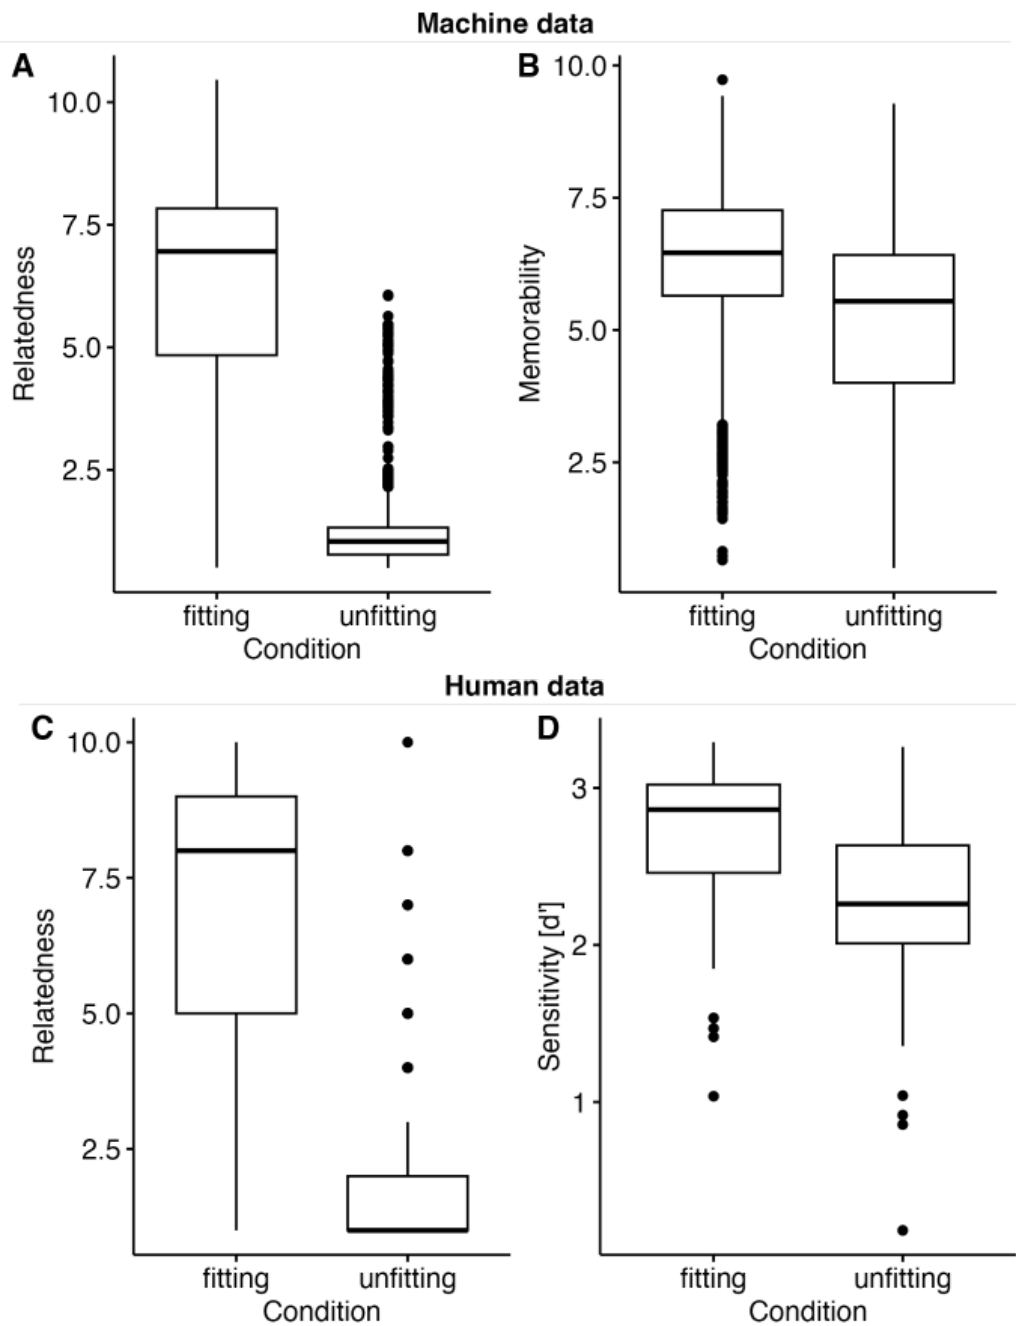 Machine data
A
Relatedness
10.0
7.5
5.0
2.5
fitting unfitting
Condition
B
Memorability
10.0
7.5
5.0
2.5
fitting unfitting
Condition
Human data
C
Relatedness
10.0
7.5
5.0
2.5
fitting unfitting
Condition
D
Sensitivity [d']
3
2
1
fitting unfitting
Condition